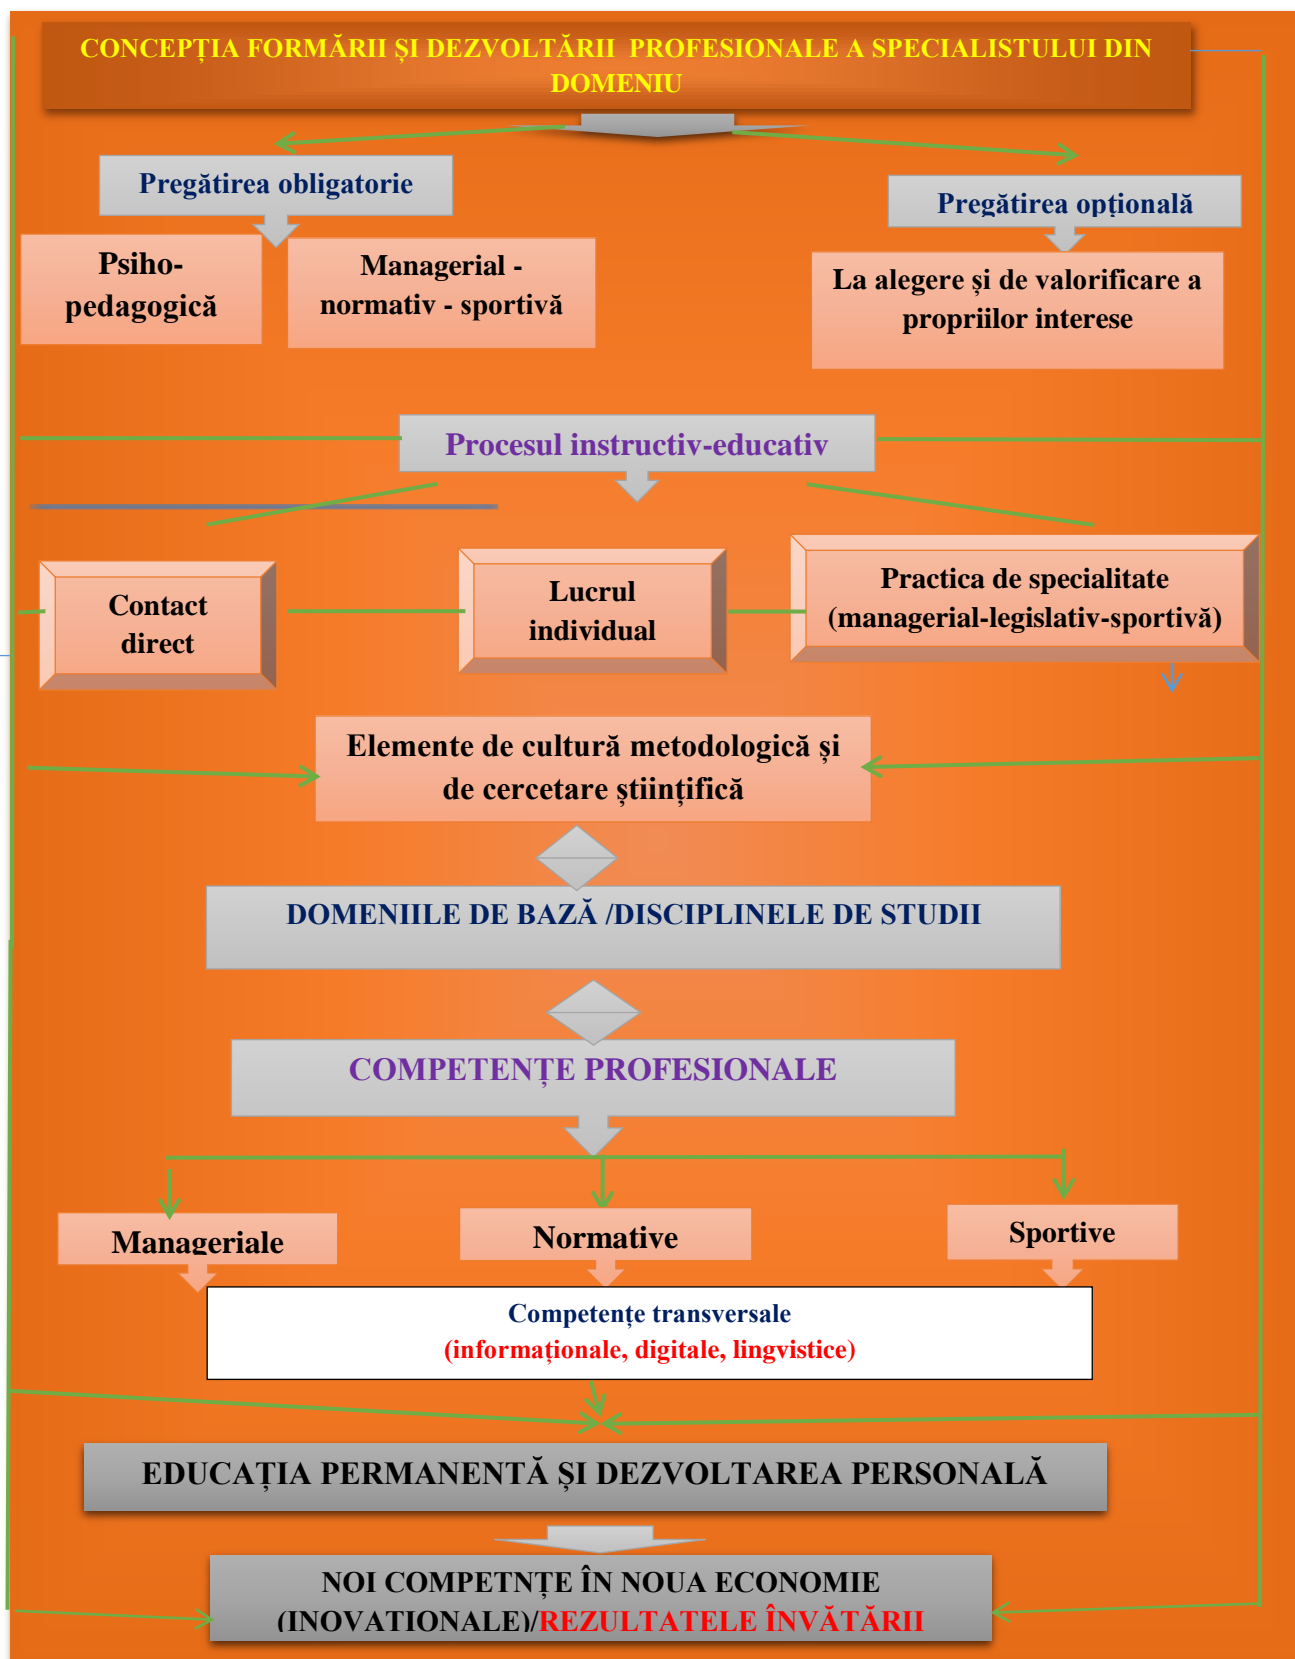 CONCEPȚIA FORMĂRII ȘI DEZVOLTĂRII PROFESIONALE A SPECIALISTULUI DIN
DOMENIU
Pregătirea obligatorie
Pregătirea opțională
Psiho-
pedagogică
Managerial -
normativ - sportivă
La alegere și de valorificare a
propriilor interese
Procesul instructiv-educativ
Contact
direct
Lucrul
individual
Practica de specialitate
(managerial-legislativ-sportivă)
Elemente de cultură metodologică și
de cercetare științifică
DOMENIILE DE BAZĂ /DISCIPLINELE DE STUDII
COMPETENȚE PROFESIONALE
Manageriale
Normative
Sportive
Competențe transversale
(informaționale, digitale, lingvistice)
EDUCAȚIA PERMANENTĂ ȘI DEZVOLTAREA PERSONALĂ
NOI COMPETNȚE ÎN NOUA ECONOMIE
(INOVATIONALE)/REZULTATELE ÎNVĂTĂRII